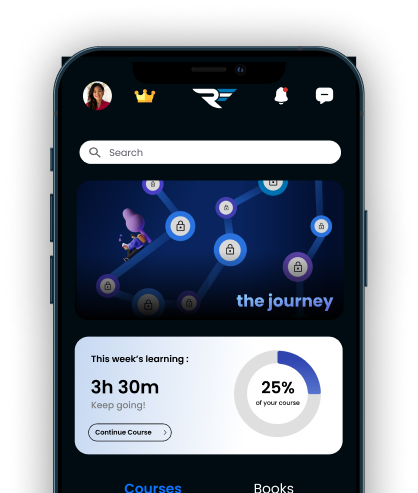 Search
the journey
This week's learning :
3h 30m
Keep going!
Continue Course
25%
of your course
Courses
Books